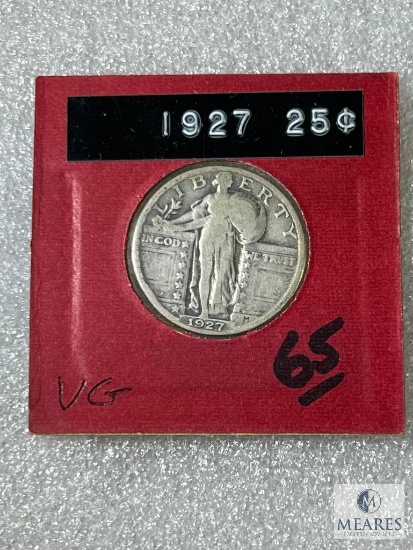 1927 25¢
LIBERTY
IN GOD WE TRUST
1927
65
VG
MEARES